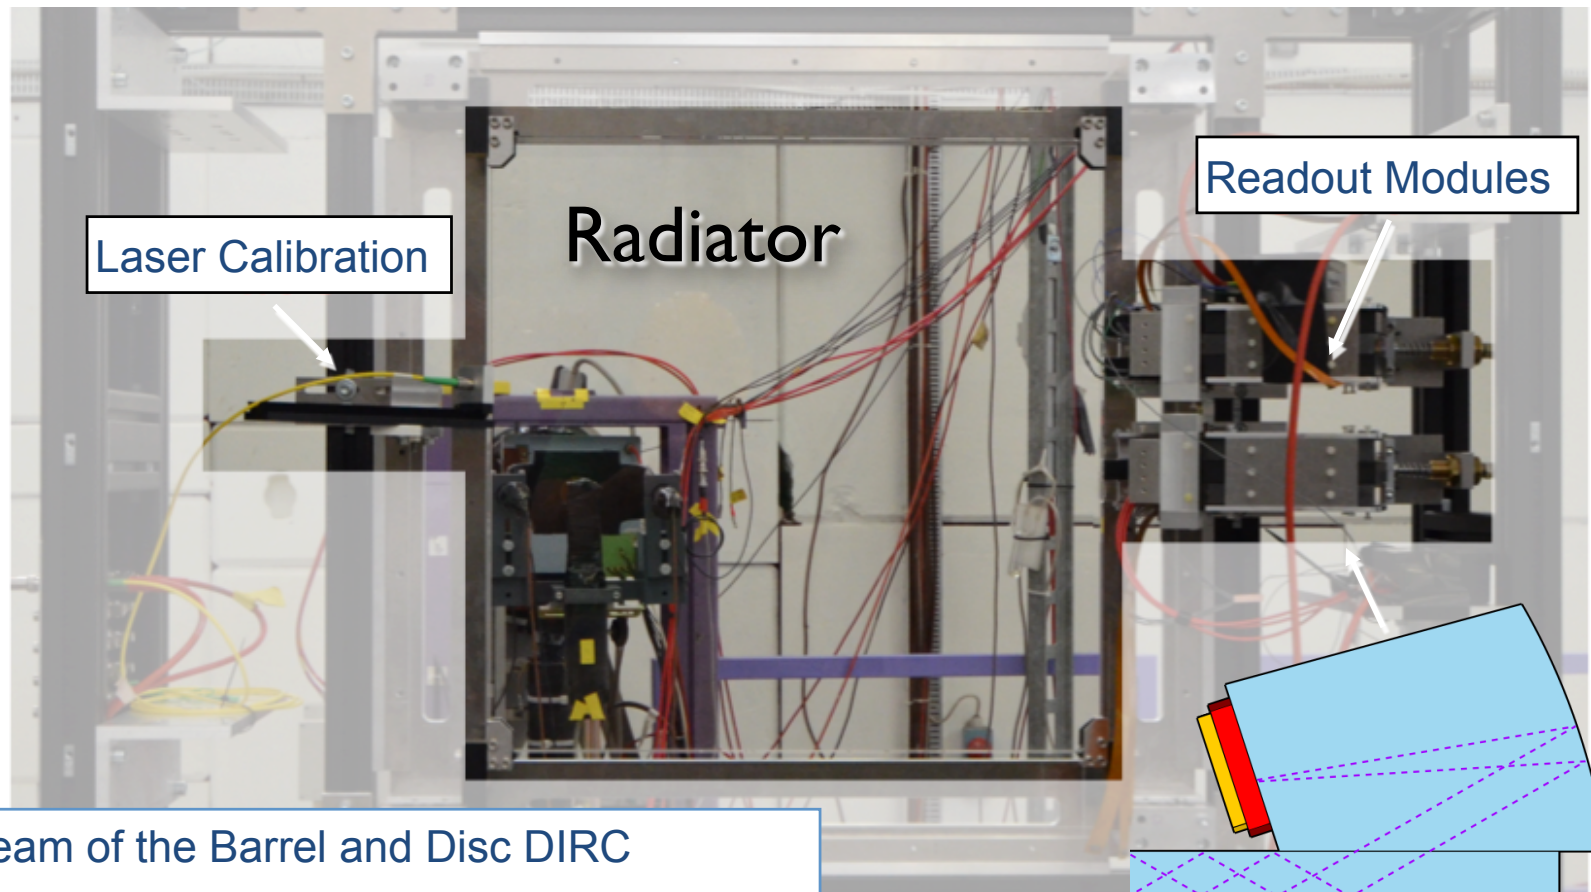 Readout Modules
Radiator
Laser Calibration
eam of the Barrel and Disc DIRC